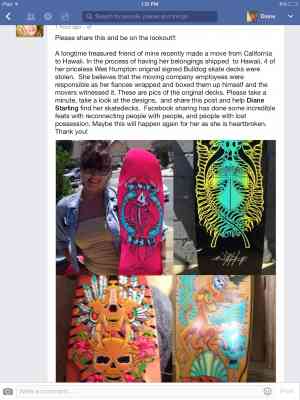 iPad
1:31 PM
Search for people, places and things
Diane
Please share this and be on the lookout!!
A longtime treasured friend of mine recently made a move from California
to Hawaii. In the process of having her belongings shipped to Hawaii, 4 of
her priceless Wes Humpston original signed Bulldog skate decks were
stolen. She believes that the moving company employees were
responsible as her fiances wrapped and boxed them up himself and the
movers witnessed it. These are pics of the original decks. Please take a
minute, take a look at the designs, and share this post and help Diane
Starling find her skatedecks. Facebook sharing has done some incredible
feats with reconnecting people with people, and people with lost
possession. Maybe this will happen again for her as she is heartbroken.
Thank you!
Write a comment...
Post